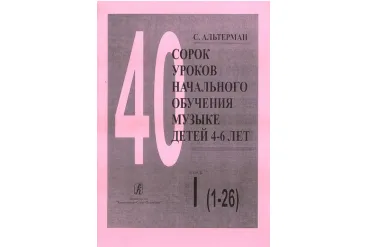 С. АЛЬТЕРМАН
40
СОРОК
УРОКОВ
НАЧАЛЬНОГО
ОБУЧЕНИЯ
МУЗЫКЕ
ДЕТЕЙ 4-6 ЛЕТ
I (1-26)